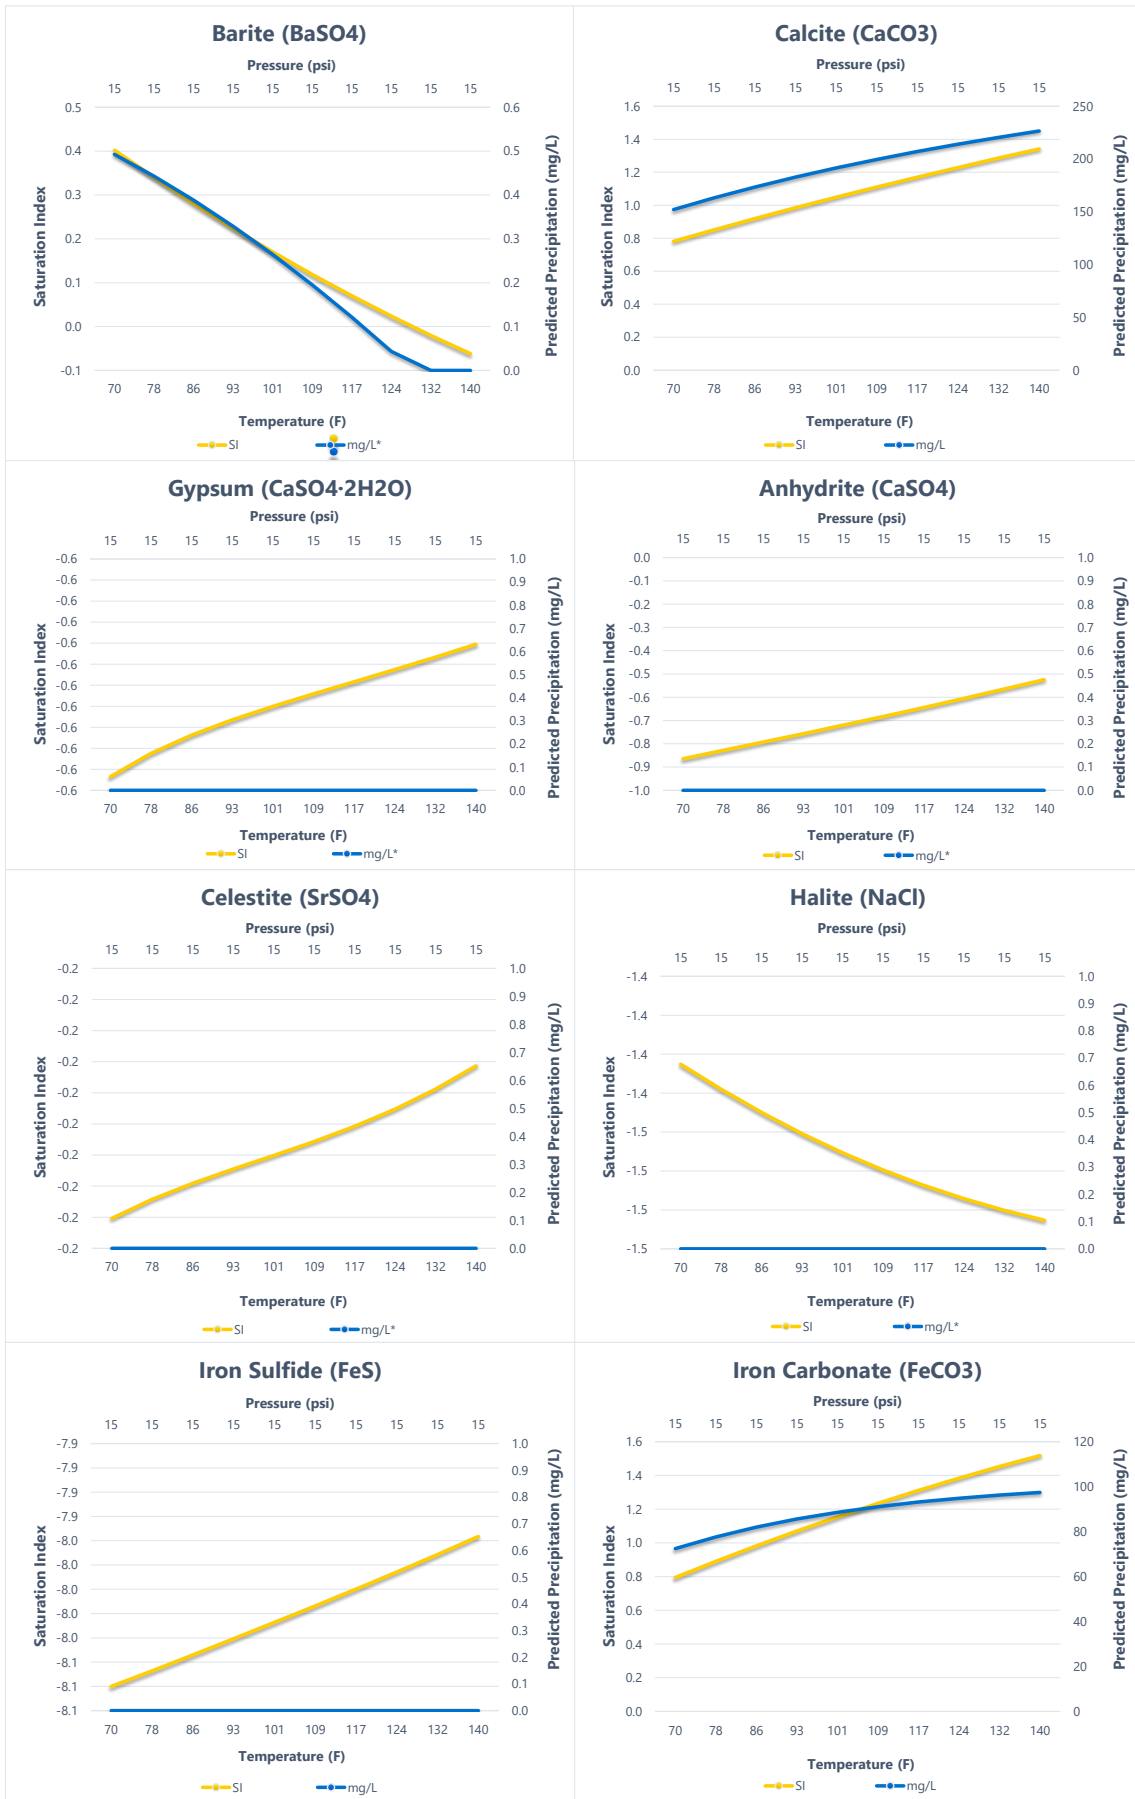 Barite (BaSO4)
Pressure (psi)
15 15 15 15 15 15 15 15 15 15
0.5
0.4
0.3
0.2
0.1
0.0
-0.1
0.6
0.5
0.4
0.3
0.2
0.1
0.0
Saturation Index
Predicted Precipitation (mg/L)
70 78 86 93 101 109 117 124 132 140
Temperature (F)
SI mg/L*
Calcite (CaCO3)
Pressure (psi)
15 15 15 15 15 15 15 15 15 15
1.6
1.4
1.2
1.0
0.8
0.6
0.4
0.2
0.0
250
200
150
100
50
0
Saturation Index
Predicted Precipitation (mg/L)
70 78 86 93 101 109 117 124 132 140
Temperature (F)
SI mg/L
Gypsum (CaSO4·2H2O)
Pressure (psi)
15 15 15 15 15 15 15 15 15 15
-0.6
-0.6
-0.6
-0.6
-0.6
-0.6
-0.6
-0.6
-0.6
-0.6
-0.6
-0.6
1.0
0.9
0.8
0.7
0.6
0.5
0.4
0.3
0.2
0.1
0.0
Saturation Index
Predicted Precipitation (mg/L)
70 78 86 93 101 109 117 124 132 140
Temperature (F)
SI mg/L*
Anhydrite (CaSO4)
Pressure (psi)
15 15 15 15 15 15 15 15 15 15
0.0
-0.1
-0.2
-0.3
-0.4
-0.5
-0.6
-0.7
-0.8
-0.9
-1.0
1.0
0.9
0.8
0.7
0.6
0.5
0.4
0.3
0.2
0.1
0.0
Saturation Index
Predicted Precipitation (mg/L)
70 78 86 93 101 109 117 124 132 140
Temperature (F)
SI mg/L*
Celestite (SrSO4)
Pressure (psi)
15 15 15 15 15 15 15 15 15 15
-0.2
-0.2
-0.2
-0.2
-0.2
-0.2
-0.2
-0.2
-0.2
-0.2
1.0
0.9
0.8
0.7
0.6
0.5
0.4
0.3
0.2
0.1
0.0
Saturation Index
Predicted Precipitation (mg/L)
70 78 86 93 101 109 117 124 132 140
Temperature (F)
SI mg/L*
Halite (NaCl)
Pressure (psi)
15 15 15 15 15 15 15 15 15 15
-1.4
-1.4
-1.4
-1.4
-1.5
-1.5
-1.5
-1.5
1.0
0.9
0.8
0.7
0.6
0.5
0.4
0.3
0.2
0.1
0.0
Saturation Index
Predicted Precipitation (mg/L)
70 78 86 93 101 109 117 124 132 140
Temperature (F)
SI mg/L*
Iron Sulfide (FeS)
Pressure (psi)
15 15 15 15 15 15 15 15 15 15
-7.9
-7.9
-7.9
-7.9
-8.0
-8.0
-8.0
-8.0
-8.0
-8.1
-8.1
-8.1
1.0
0.9
0.8
0.7
0.6
0.5
0.4
0.3
0.2
0.1
0.0
Saturation Index
Predicted Precipitation (mg/L)
70 78 86 93 101 109 117 124 132 140
Temperature (F)
SI mg/L
Iron Carbonate (FeCO3)
Pressure (psi)
15 15 15 15 15 15 15 15 15 15
1.6
1.4
1.2
1.0
0.8
0.6
0.4
0.2
0.0
120
100
80
60
40
20
0
Saturation Index
Predicted Precipitation (mg/L)
70 78 86 93 101 109 117 124 132 140
Temperature (F)
SI mg/L